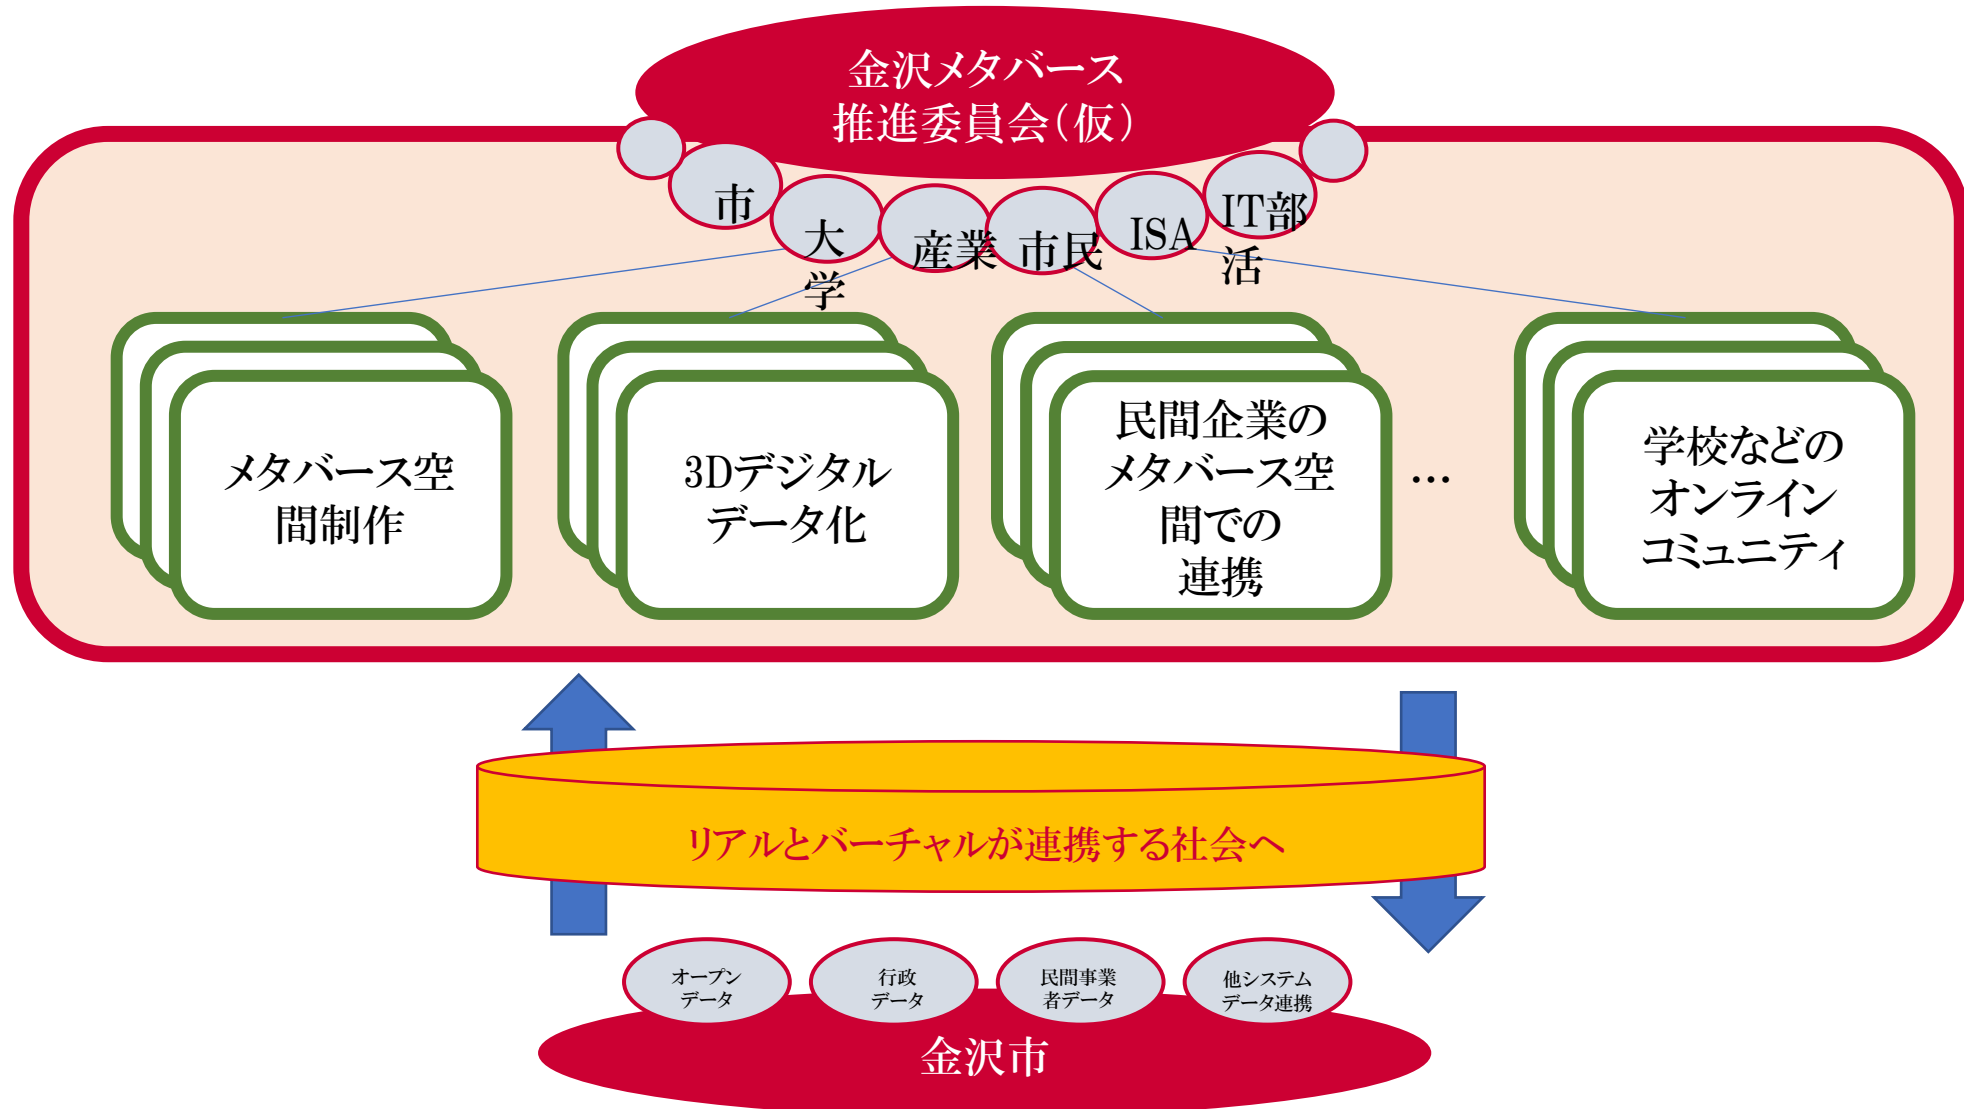 金沢メタバース
推進委員会（仮）
市
大
学
産業
市民
ISA
IT部
活
メタバース空
間制作
3Dデジタル
データ化
民間企業の
メタバース空
間での
連携
…
学校などの
オンライン
コミュニティ
リアルとバーチャルが連携する社会へ
オープン
データ
行政
データ
民間事業
者データ
他システム
データ連携
金沢市